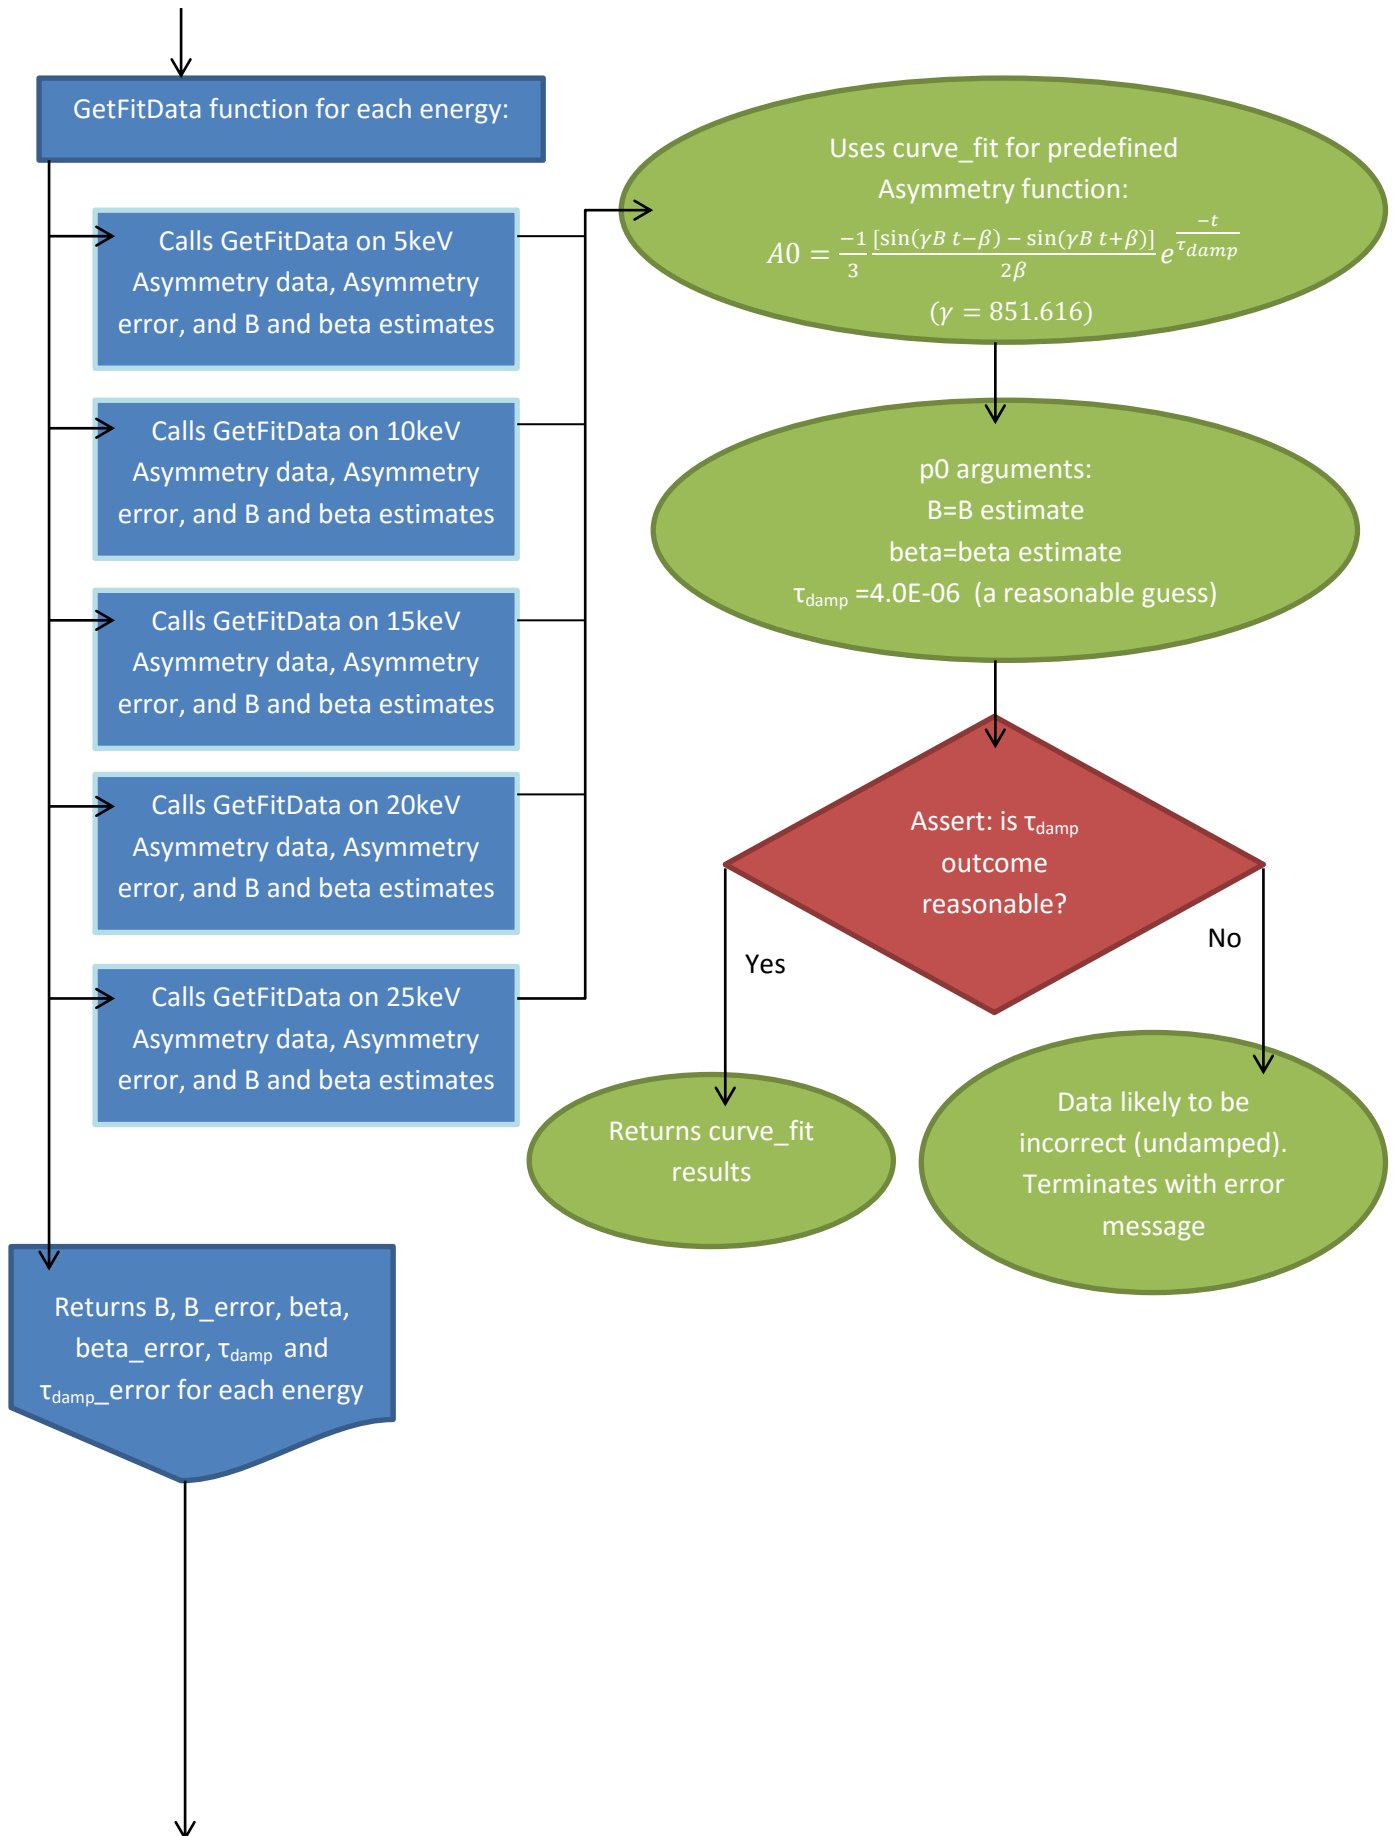 GetFitData function for each energy:
Calls GetFitData on 5keV
Asymmetry data, Asymmetry
error, and B and beta estimates
Calls GetFitData on 10keV
Asymmetry data, Asymmetry
error, and B and beta estimates
Calls GetFitData on 15keV
Asymmetry data, Asymmetry
error, and B and beta estimates
Calls GetFitData on 20keV
Asymmetry data, Asymmetry
error, and B and beta estimates
Calls GetFitData on 25keV
Asymmetry data, Asymmetry
error, and B and beta estimates
Returns B, B_error, beta,
beta_error, τdamp and
τdamp_error for each energy
Uses curve_fit for predefined
Asymmetry function:
A0 = \frac{-1}{3} \frac{[\sin(γB t−β) − \sin(γB t+β)]}{2β} e^{\frac{-t}{τ_{damp}}}
(γ = 851.616)
p0 arguments:
B=B estimate
beta=beta estimate
τdamp =4.0E-06 (a reasonable guess)
Assert: is τdamp
outcome
reasonable?
Yes
No
Returns curve_fit
results
Data likely to be
incorrect (undamped).
Terminates with error
message